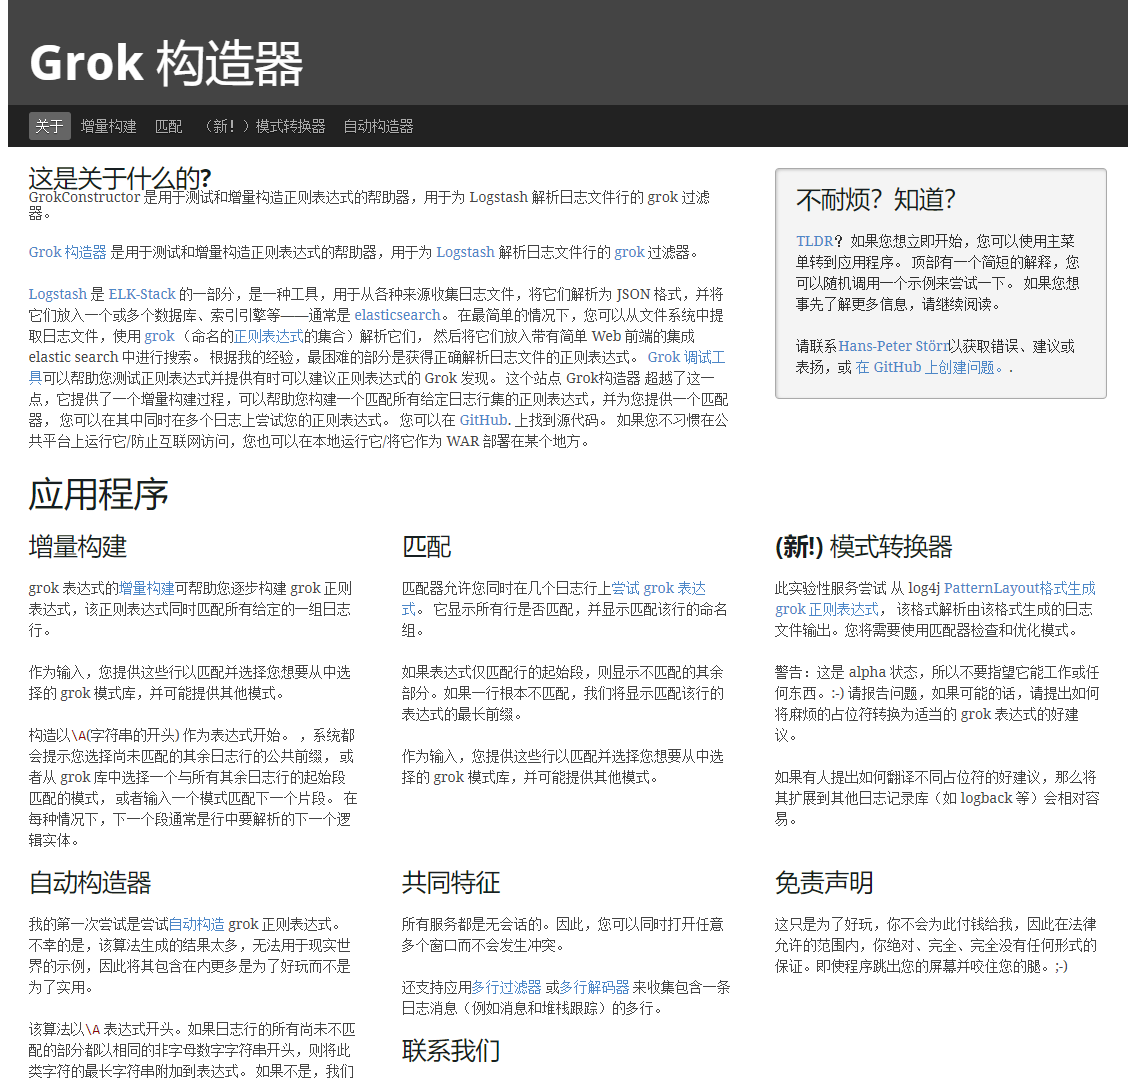 Grok 构造器
关于 增量构建 匹配 （新！）模式转换器 自动构造器
这是关于什么的?
GrokConstructor 是用于测试和增量构造正则表达式的帮助器，用于为 Logstash 解析日志文件行的 grok 过滤
器。
Grok 构造器 是用于测试和增量构造正则表达式的帮助器，用于为 Logstash 解析日志文件行的 grok 过滤器。
Logstash 是 ELK-Stack 的一部分，是一种工具，用于从各种来源收集日志文件，将它们解析为 JSON 格式，并将
它们放入一个或多个数据库、索引引擎等——通常是 elasticsearch。 在最简单的情况下，您可以从文件系统中提
取日志文件，使用 grok （命名的正则表达式的集合）解析它们， 然后将它们放入带有简单 Web 前端的集成
elastic search 中进行搜索。 根据我的经验，最困难的部分是获得正确解析日志文件的正则表达式。 Grok 调试工
具可以帮助您测试正则表达式并提供有时可以建议正则表达式的 Grok 发现。 这个站点 Grok构造器 超越了这一
点，它提供了一个增量构建过程，可以帮助您构建一个匹配所有给定日志行集的正则表达式，并为您提供一个匹配
器， 您可以在其中同时在多个日志上尝试您的正则表达式。 您可以在 GitHub. 上找到源代码。 如果您不习惯在公
共平台上运行它/防止互联网访问，您也可以在本地运行它/将它作为 WAR 部署在某个地方。
不耐烦？知道？
TLDR？ 如果您想立即开始，您可以使用主菜
单转到应用程序。 顶部有一个简短的解释，您
可以随机调用一个示例来尝试一下。 如果您想
事先了解更多信息，请继续阅读。
请联系Hans-Peter Störr以获取错误、建议或
表扬，或 在 GitHub 上创建问题。.
应用程序
增量构建
grok 表达式的增量构建可帮助您逐步构建 grok 正则
表达式，该正则表达式同时匹配所有给定的一组日志
行。
作为输入，您提供这些行以匹配并选择您想要从中选
择的 grok 模式库，并可能提供其他模式。
构造以\A(字符串的开头) 作为表达式开始。 ，系统都
会提示您选择尚未匹配的其余日志行的公共前缀， 或
者从 grok 库中选择一个与所有其余日志行的起始段
匹配的模式， 或者输入一个模式匹配下一个片段。 在
每种情况下，下一个段通常是行中要解析的下一个逻
辑实体。
匹配
匹配器允许您同时在几个日志行上尝试 grok 表达
式。 它显示所有行是否匹配，并显示匹配该行的命名
组。
如果表达式仅匹配行的起始段，则显示不匹配的其余
部分。如果一行根本不匹配，我们将显示匹配该行的
表达式的最长前缀。
作为输入，您提供这些行以匹配并选择您想要从中选
择的 grok 模式库，并可能提供其他模式。
(新!) 模式转换器
此实验性服务尝试 从 log4j PatternLayout格式生成
grok 正则表达式， 该格式解析由该格式生成的日志
文件输出。您将需要使用匹配器检查和优化模式。
警告：这是 alpha 状态，所以不要指望它能工作或任
何东西。:-) 请报告问题，如果可能的话，请提出如何
将麻烦的占位符转换为适当的 grok 表达式的好建
议。
如果有人提出如何翻译不同占位符的好建议，那么将
其扩展到其他日志记录库（如 logback 等）会相对容
易。
自动构造器
我的第一次尝试是尝试自动构造 grok 正则表达式。
不幸的是，该算法生成的结果太多，无法用于现实世
界的示例，因此将其包含在内更多是为了好玩而不是
为了实用。
该算法以\A 表达式开头。如果日志行的所有尚未不匹
配的部分都以相同的非字母数字字符串开头，则将此
类字符的最长字符串附加到表达式。 如果不是，我们
共同特征
所有服务都是无会话的。因此，您可以同时打开任意
多个窗口而不会发生冲突。
还支持应用多行过滤器 或多行解码器 来收集包含一条
日志消息（例如消息和堆栈跟踪）的多行。
联系我们
免责声明
这只是为了好玩，你不会为此付钱给我，因此在法律
允许的范围内，你绝对、完全、完全没有任何形式的
保证。即使程序跳出您的屏幕并咬住您的腿。;-)